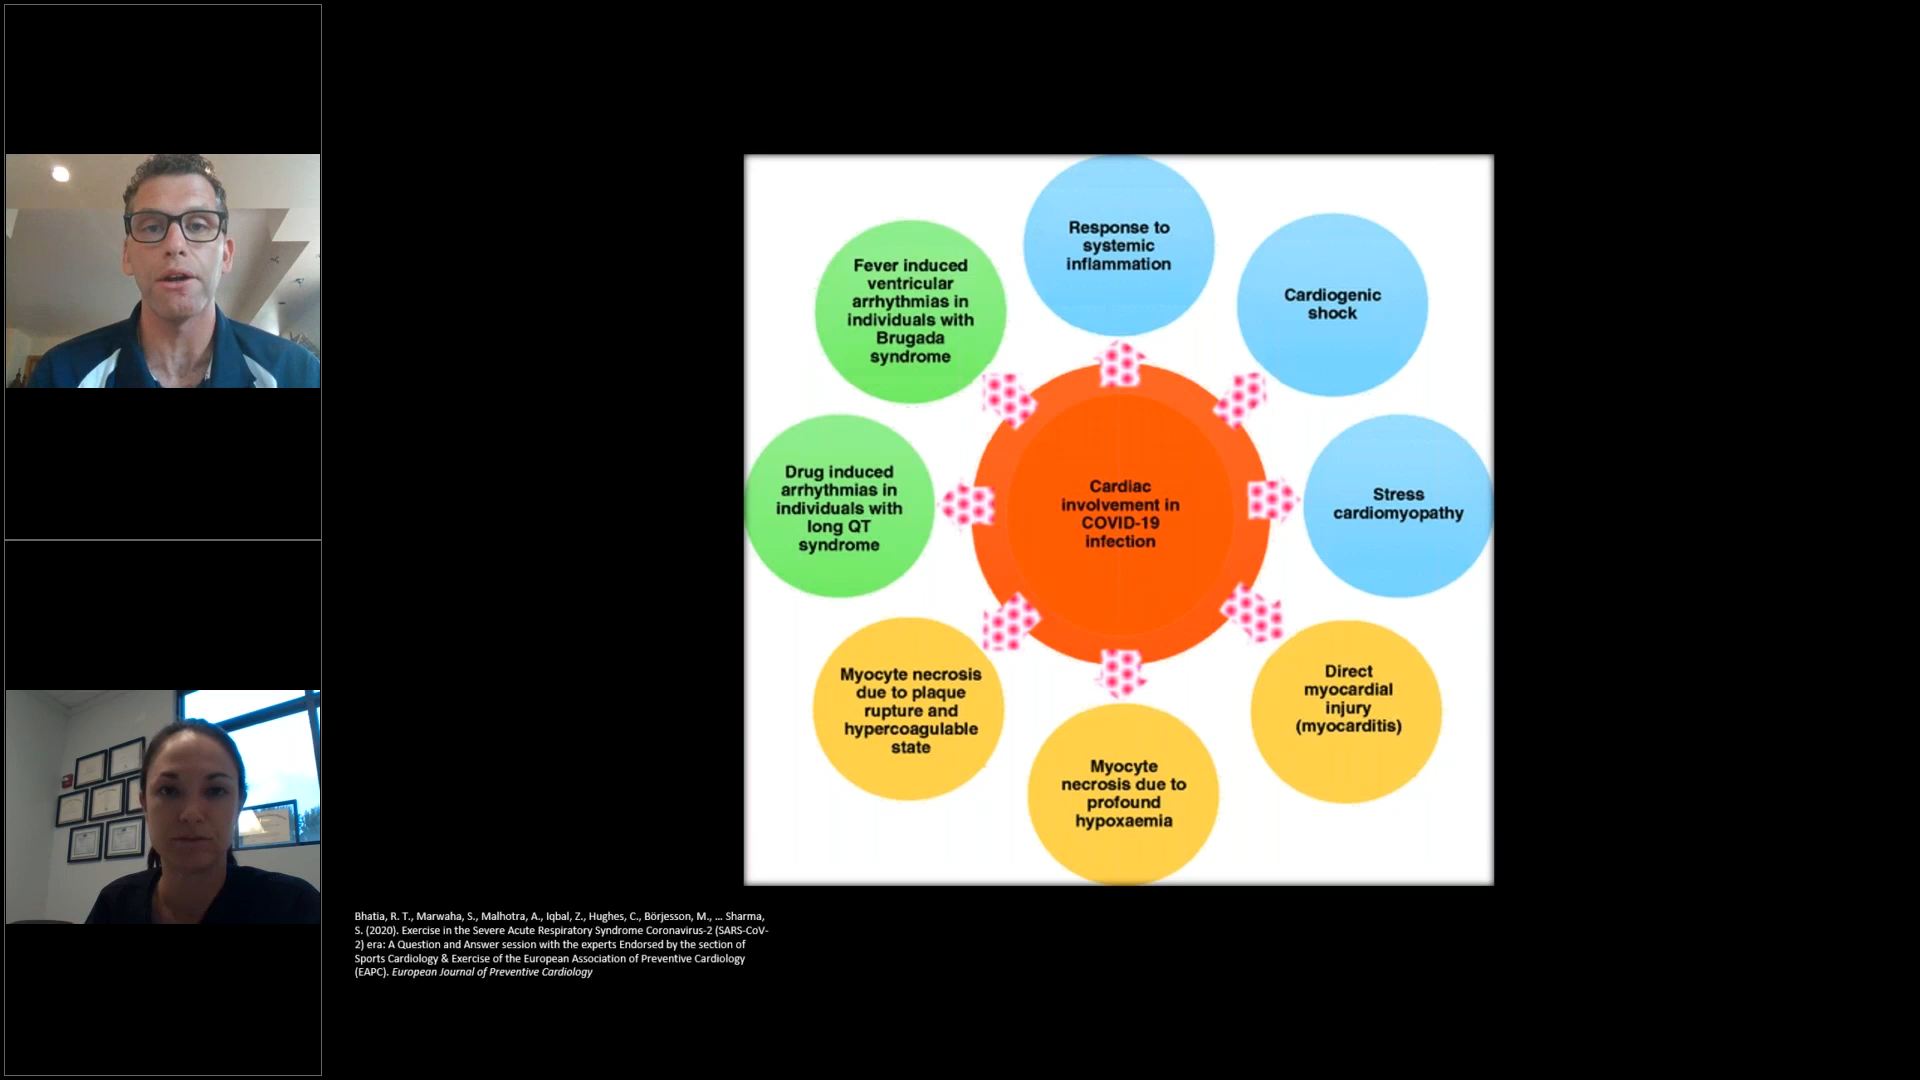 Response to
systemic
inflammation
Cardiogenic
shock
Stress
cardiomyopathy
Direct
myocardial
injury
(myocarditis)
Myocyte
necrosis due to
profound
hypoxaemia
Myocyte necrosis
due to plaque
rupture and
hypercoagulable
state
Drug induced
arrhythmias in
individuals with
long QT
syndrome
Fever induced
ventricular
arrhythmias in
individuals with
Brugada
syndrome
Cardiac
involvement in
COVID-19
infection
Bhatia, R. T., Marwaha, S., Malhotra, A., Iqbal, Z., Hughes, C., Börjesson, M., … Sharma,
S. (2020). Exercise in the Severe Acute Respiratory Syndrome Coronavirus-2 (SARS-CoV-
2) era: A Question and Answer session with the experts Endorsed by the section of
Sports Cardiology & Exercise of the European Association of Preventive Cardiology
(EAPC). European Journal of Preventive Cardiology